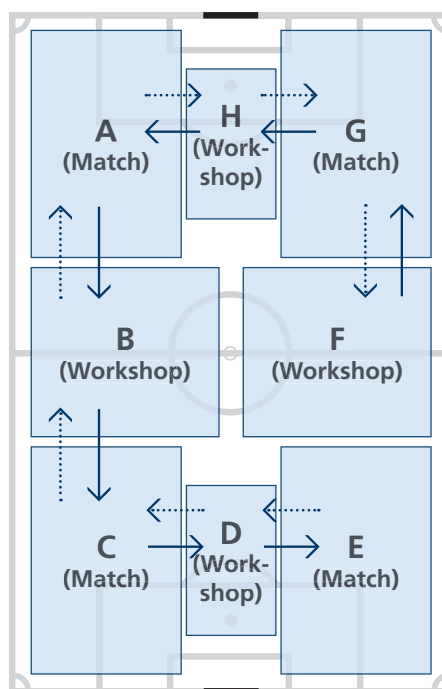 A
(Match)
H
(Work-
shop)
G
(Match)
B
(Workshop)
F
(Workshop)
C
(Match)
D
(Work-
shop)
E
(Match)